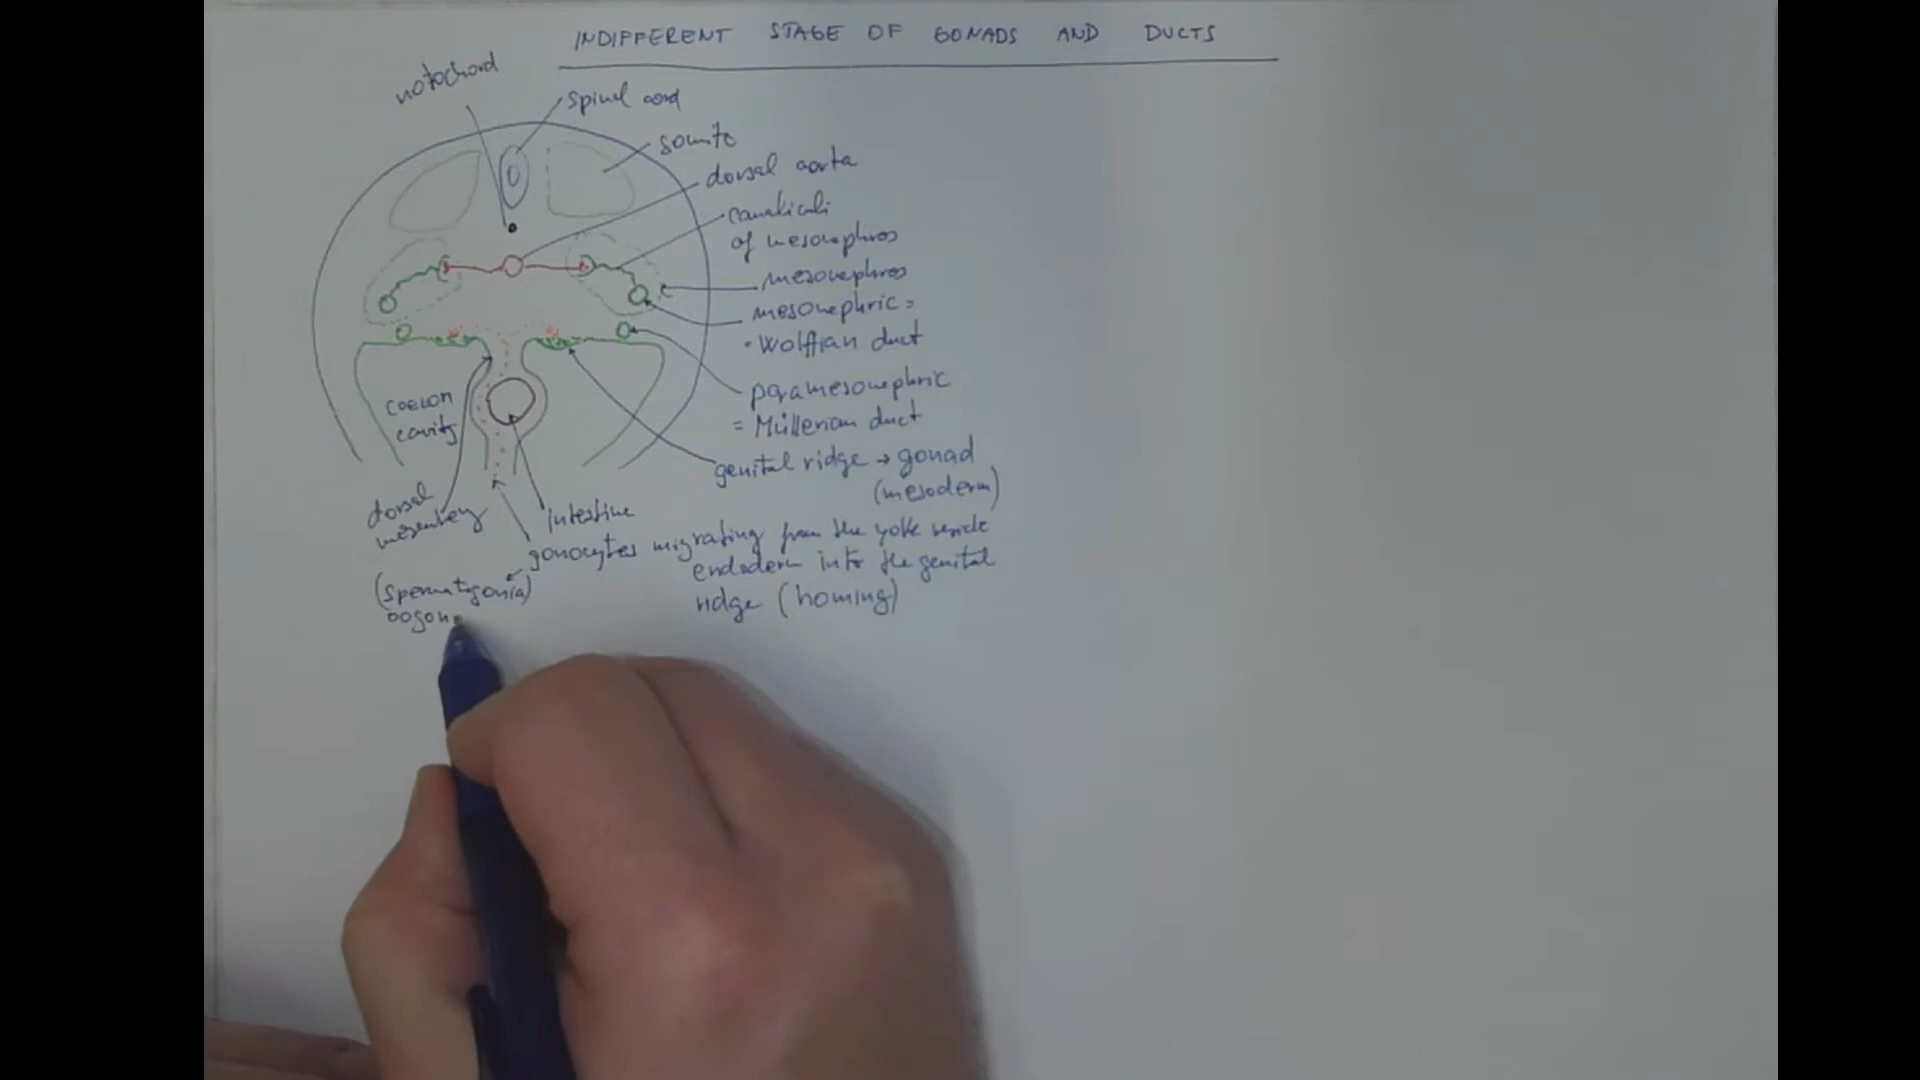 INDIFFERENT STAGE OF GONADS AND DUCTS
notochord
spinal cord
somite
dorsal aorta
canaliculi
of mesonephros
mesonephros
mesonephric =
• Wolffian duct
paramesonephric
= Müllerian duct
genital ridge → gonad
(mesoderm)
coelom
cavity
dorsal
mesentery
Intestine
gonocytes migrating from the yolk vesicle
endoderm into the genital
ridge (homing)
(spermatogonia)
oogon